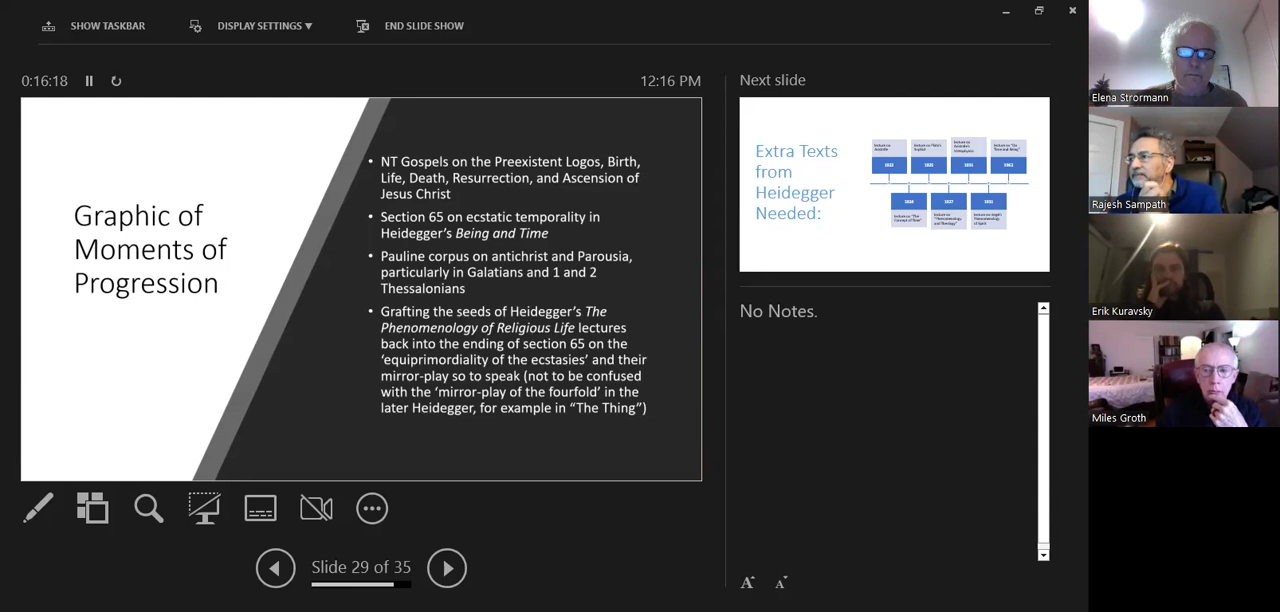 SHOW TASKBAR
DISPLAY SETTINGS ▼
END SLIDE SHOW
0:16:18
12:16 PM
Graphic of
Moments of
Progression
• NT Gospels on the Preexistent Logos, Birth,
Life, Death, Resurrection, and Ascension of
Jesus Christ
• Section 65 on ecstatic temporality in
Heidegger's Being and Time
• Pauline corpus on antichrist and Parousia,
particularly in Galatians and 1 and 2
Thessalonians
• Grafting the seeds of Heidegger's The
Phenomenology of Religious Life lectures
back into the ending of section 65 on the
'equiprimordiality of the ecstasies' and their
mirror-play so to speak (not to be confused
with the 'mirror-play of the fourfold' in the
later Heidegger, for example in "The Thing")
Slide 29 of 35
Next slide
Extra Texts
from
Heidegger
Needed:
No Notes.
A
A
Elena Strormann
Rajesh Sampath
Erik Kuravsky
Miles Groth